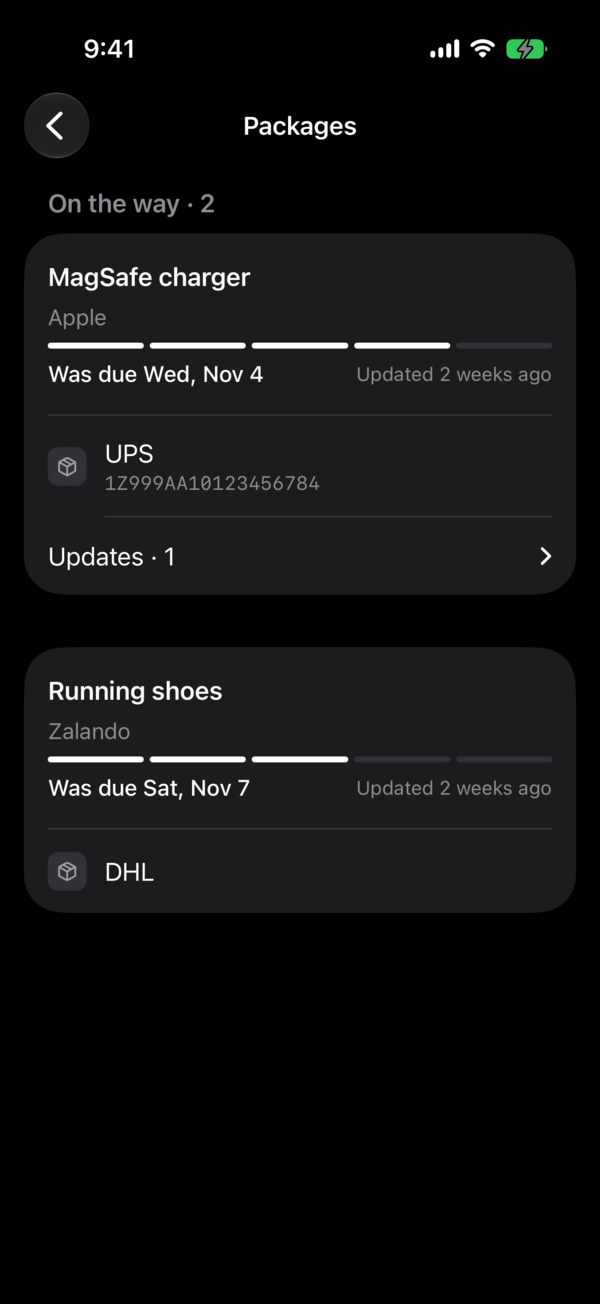 9:41
Packages
On the way · 2
MagSafe charger
Apple
Was due Wed, Nov 4
Updated 2 weeks ago
UPS
1Z999AA10123456784
Updates · 1
Running shoes
Zalando
Was due Sat, Nov 7
Updated 2 weeks ago
DHL